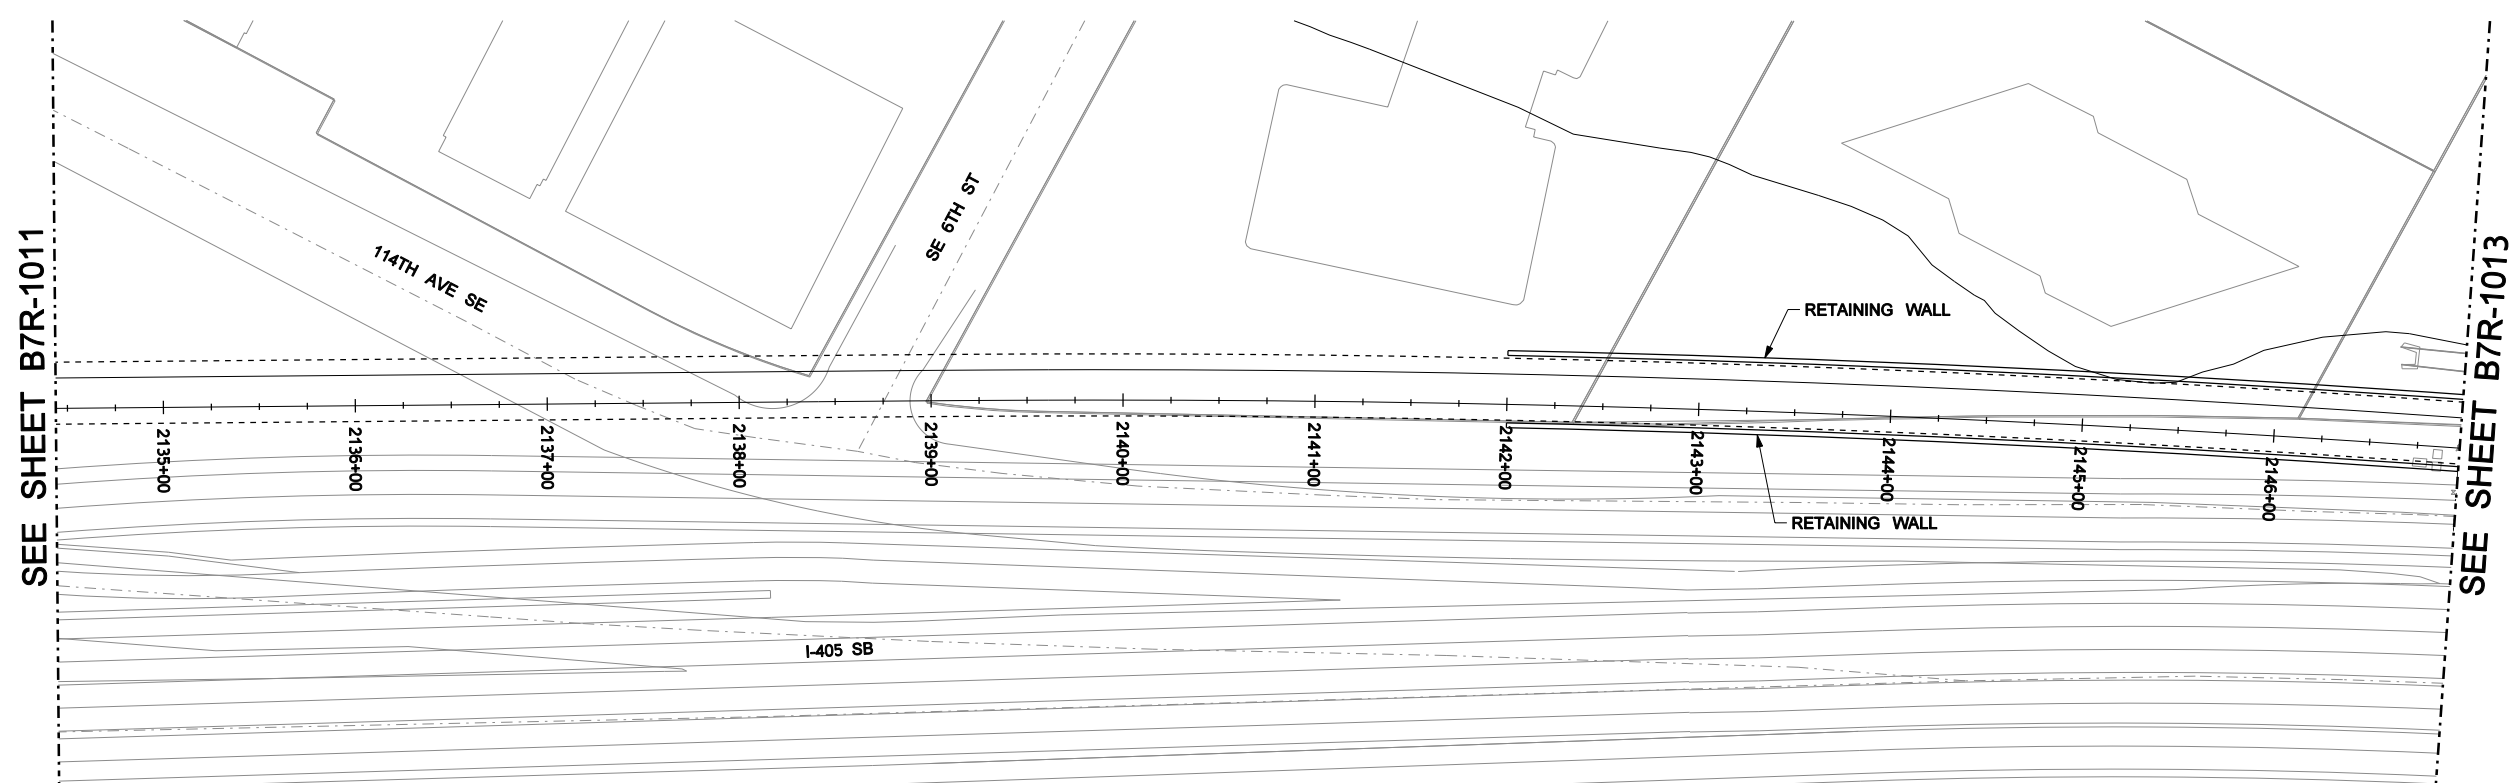 SEE SHEET B7R-1011
114TH AVE SE
SE 6TH ST
RETAINING WALL
RETAINING WALL
2135+00
2136+00
2137+00
2138+00
2139+00
2140+00
2141+00
2142+00
2143+00
2144+00
2145+00
2146+00
I-405 SB
SEE SHEET B7R-1013